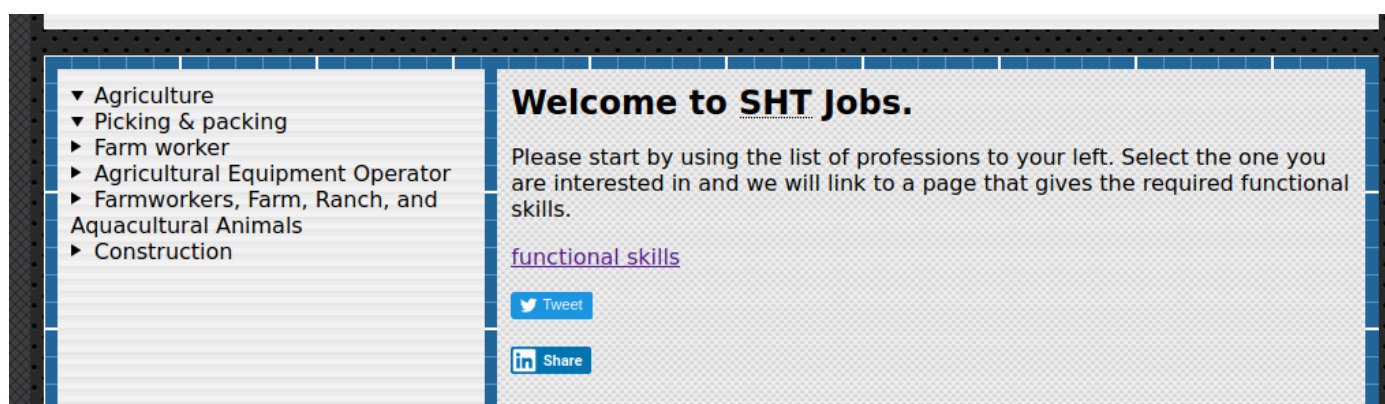 Agriculture
Picking & packing
Farm worker
Agricultural Equipment Operator
Farmworkers, Farm, Ranch, and
Aquacultural Animals
Construction
Welcome to SHT Jobs.
Please start by using the list of professions to your left. Select the one you
are interested in and we will link to a page that gives the required functional
skills.
functional skills
Tweet
in Share